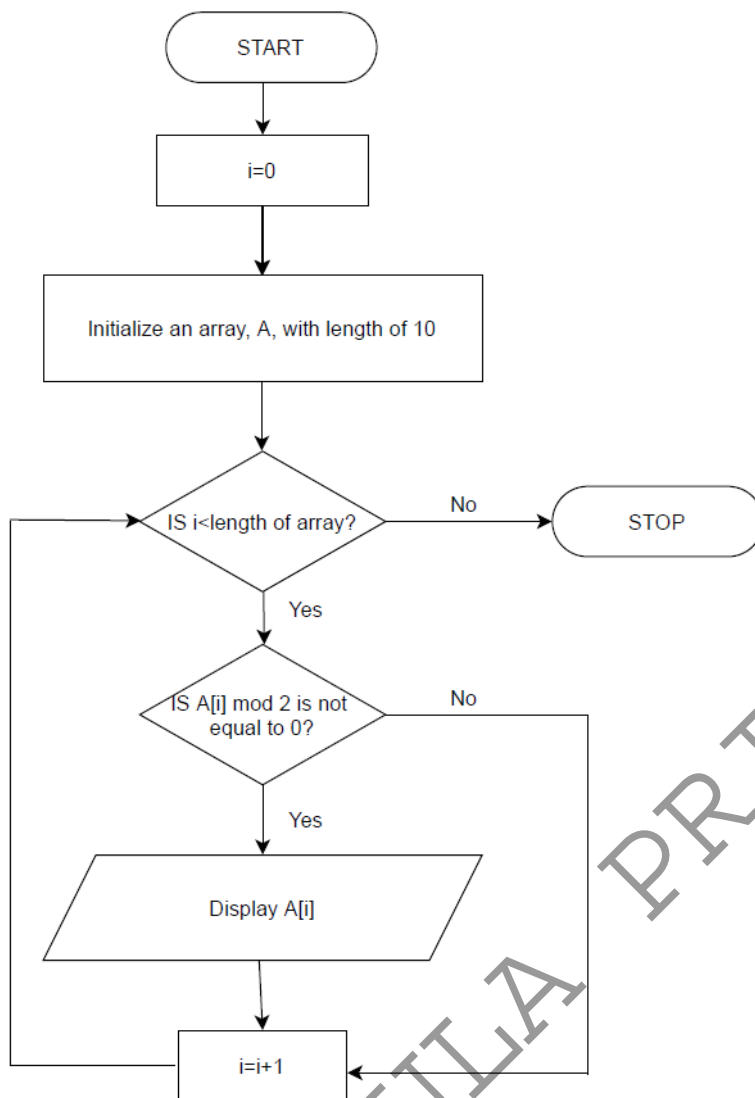 START
i=0
Initialize an array, A, with length of 10
IS i<length of array?
No
STOP
Yes
IS A[i] mod 2 is not
equal to 0?
No
Yes
Display A[i]
i=i+1